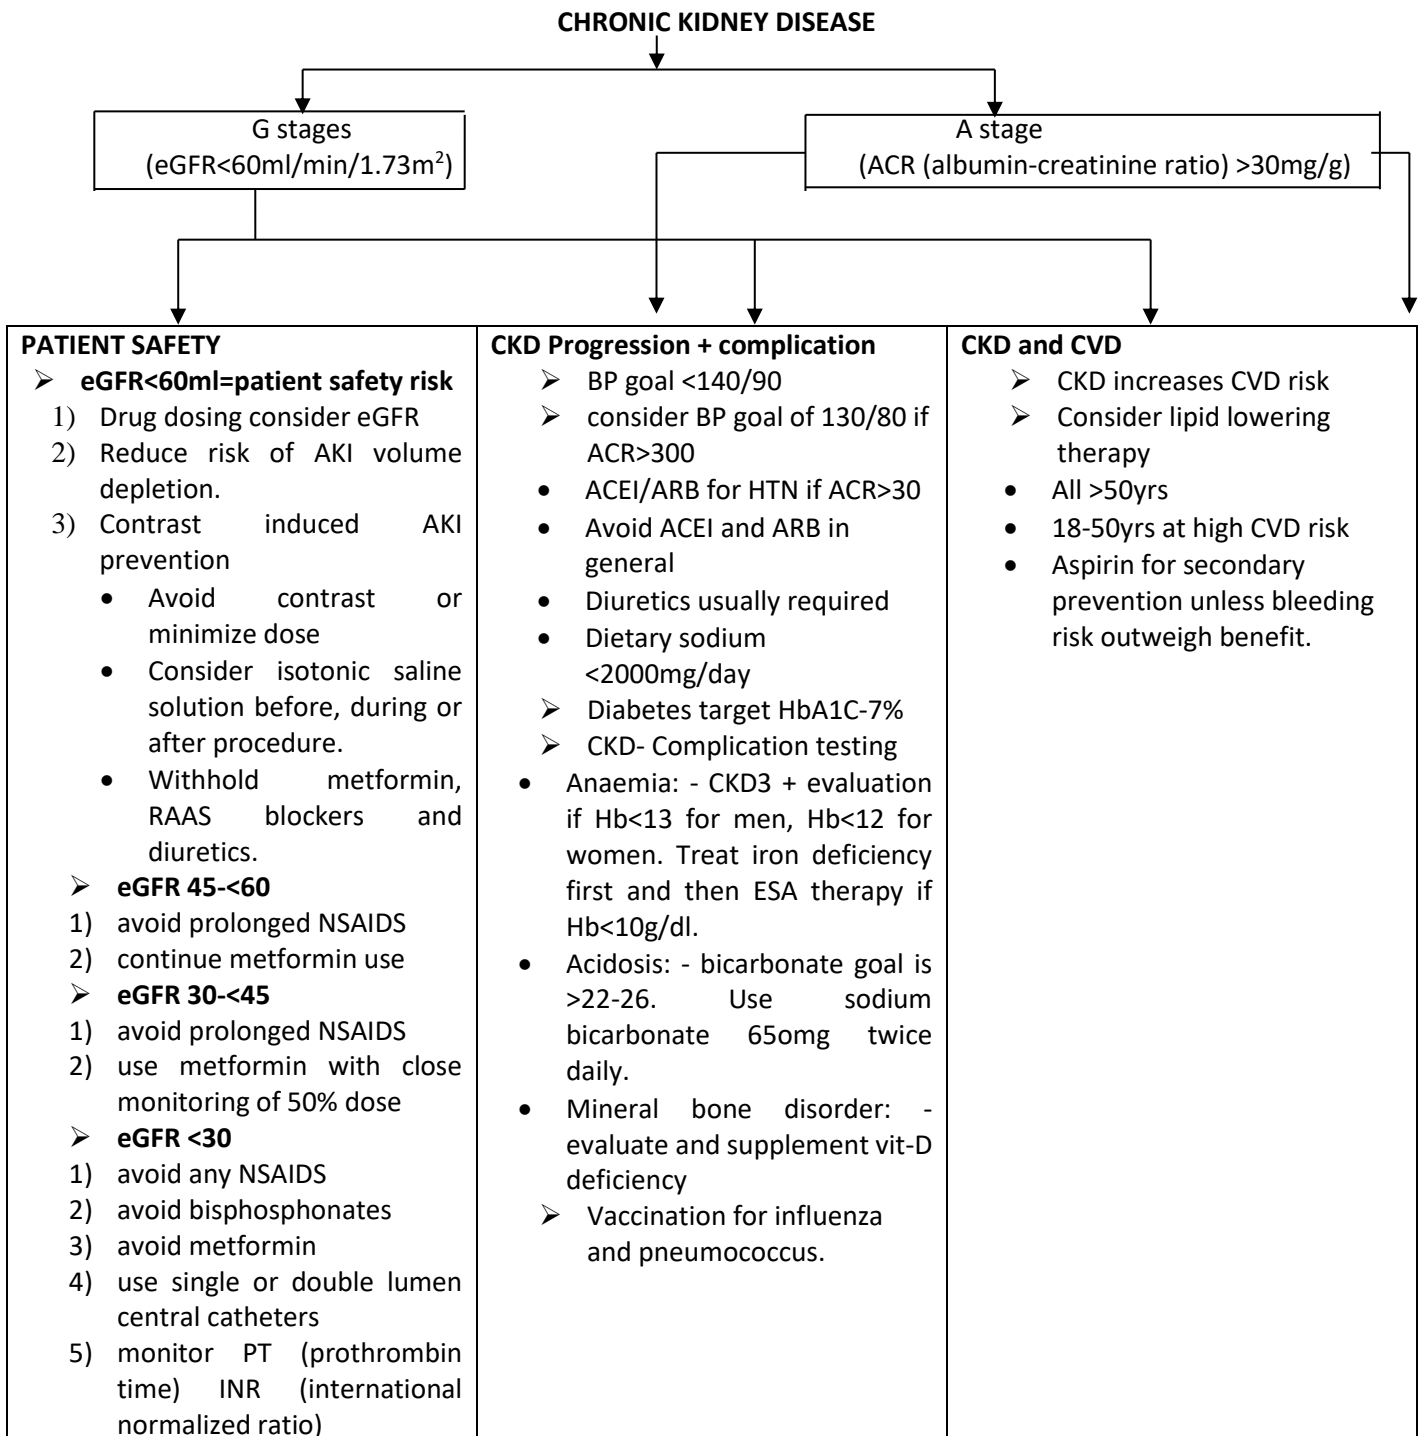 CHRONIC KIDNEY DISEASE
G stages
(eGFR<60ml/min/1.73m²)
A stage
(ACR (albumin-creatinine ratio) >30mg/g)
PATIENT SAFETY
➢ eGFR<60ml=patient safety risk
1) Drug dosing consider eGFR
2) Reduce risk of AKI volume
depletion.
3) Contrast induced AKI
prevention
• Avoid contrast or
minimize dose
• Consider isotonic saline
solution before, during or
after procedure.
• Withhold metformin,
RAAS blockers and
diuretics.
➢ eGFR 45-<60
1) avoid prolonged NSAIDS
2) continue metformin use
➢ eGFR 30-<45
1) avoid prolonged NSAIDS
2) use metformin with close
monitoring of 50% dose
➢ eGFR <30
1) avoid any NSAIDS
2) avoid bisphosphonates
3) avoid metformin
4) use single or double lumen
central catheters
5) monitor PT (prothrombin
time) INR (international
normalized ratio)
CKD Progression + complication
➢ BP goal <140/90
➢ consider BP goal of 130/80 if
ACR>300
• ACEI/ARB for HTN if ACR>30
• Avoid ACEI and ARB in
general
• Diuretics usually required
• Dietary sodium
<2000mg/day
➢ Diabetes target HbA1C-7%
➢ CKD- Complication testing
• Anaemia: - CKD3 + evaluation
if Hb<13 for men, Hb<12 for
women. Treat iron deficiency
first and then ESA therapy if
Hb<10g/dl.
• Acidosis: - bicarbonate goal is
>22-26. Use sodium
bicarbonate 65omg twice
daily.
• Mineral bone disorder: -
evaluate and supplement vit-D
deficiency
➢ Vaccination for influenza
and pneumococcus.
CKD and CVD
➢ CKD increases CVD risk
➢ Consider lipid lowering
therapy
• All >50yrs
• 18-50yrs at high CVD risk
• Aspirin for secondary
prevention unless bleeding
risk outweigh benefit.